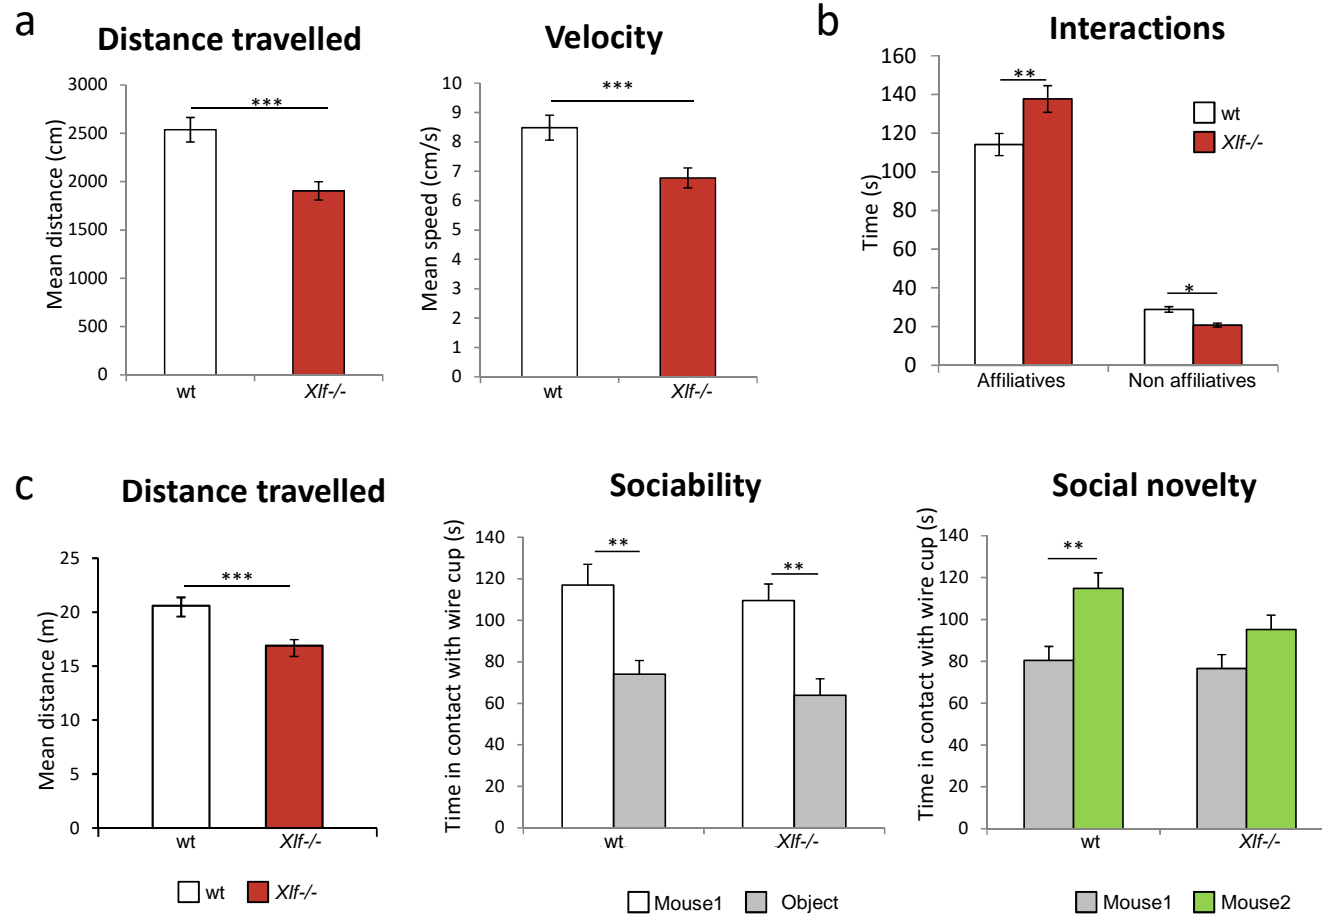 a
Distance travelled
Mean distance (cm)
3000
2500
2000
1500
1000
500
0
***
wt
Xlf-/-
Velocity
Mean speed (cm/s)
10
9
8
7
6
5
4
3
2
1
0
***
wt
Xlf-/-
b
Interactions
Time (s)
160
140
120
100
80
60
40
20
0
**
*
wt
Xlf-/-
Affiliatives
Non affiliatives
c
Distance travelled
Mean distance (m)
25
20
15
10
5
0
***
wt
Xlf-/-
wt
Xlf-/-
Sociability
Time in contact with wire cup (s)
140
120
100
80
60
40
20
0
**
**
wt
Xlf-/-
Mouse1
Object
Social novelty
Time in contact with wire cup (s)
140
120
100
80
60
40
20
0
**
wt
Xlf-/-
Mouse1
Mouse2